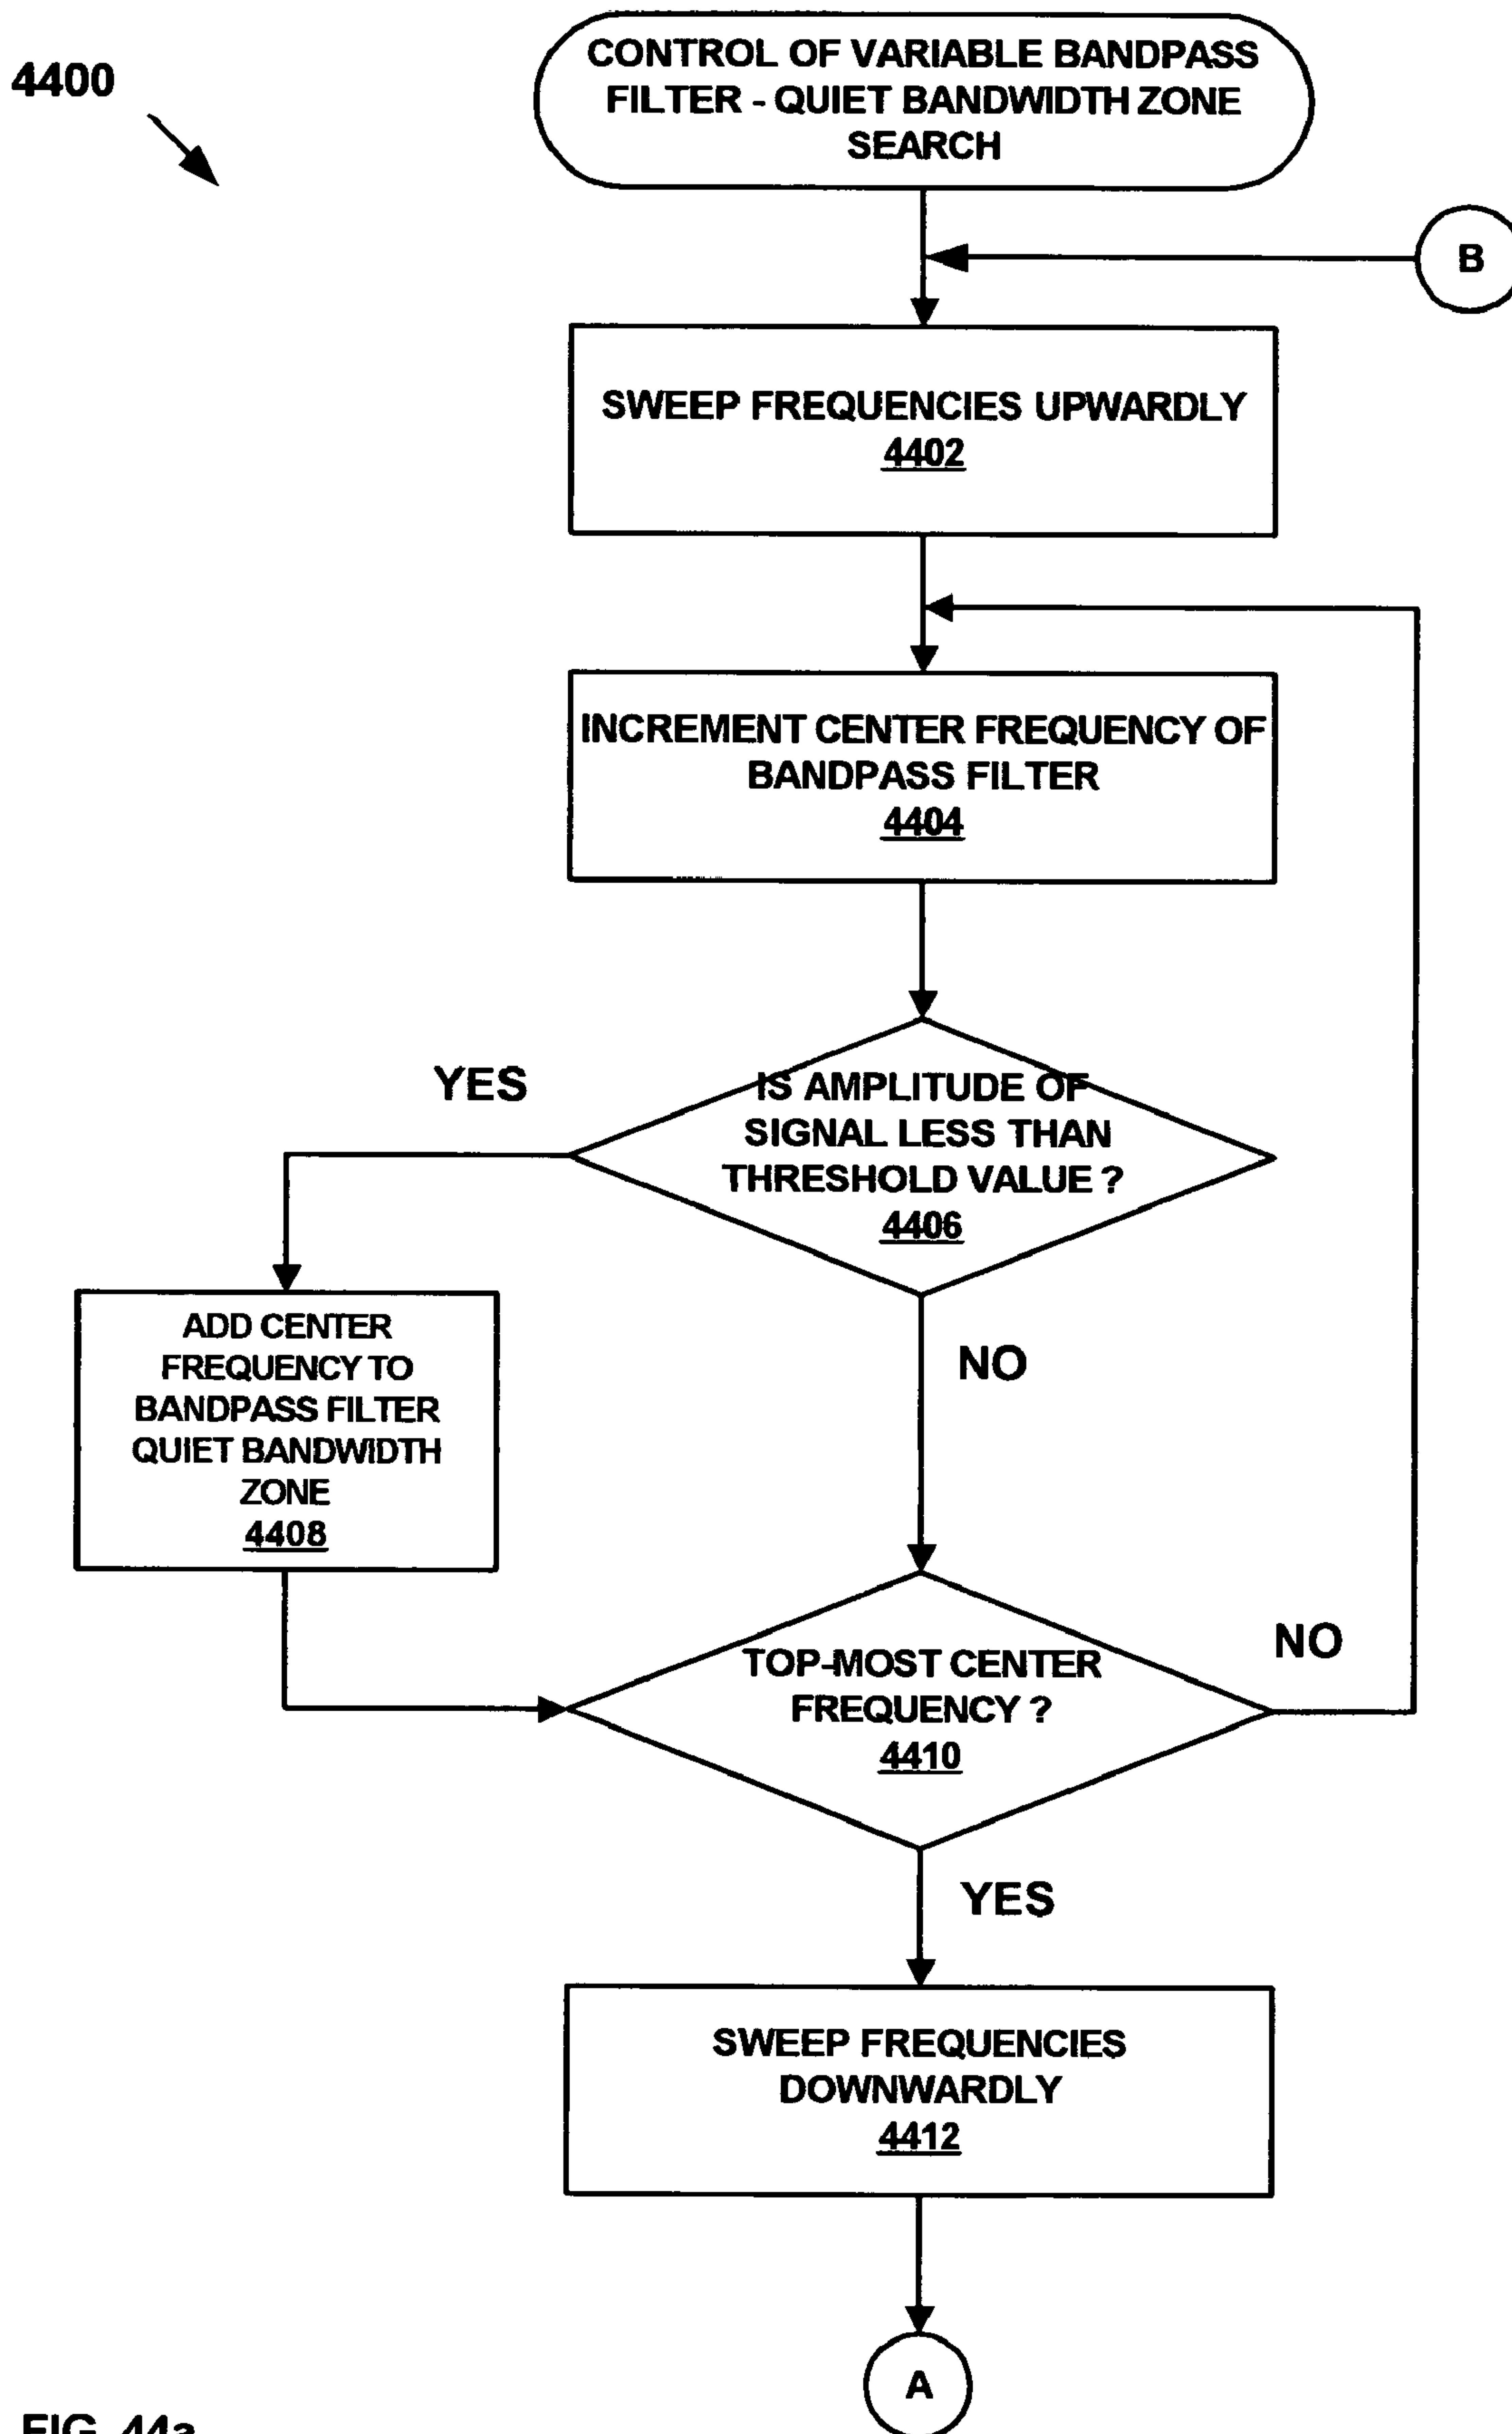 4400
CONTROL OF VARIABLE BANDPASS
FILTER - QUIET BANDWIDTH ZONE
SEARCH
B
SWEEP FREQUENCIES UPWARDLY
4402
INCREMENT CENTER FREQUENCY OF
BANDPASS FILTER
4404
YES
IS AMPLITUDE OF
SIGNAL LESS THAN
THRESHOLD VALUE ?
4406
ADD CENTER
FREQUENCY TO
BANDPASS FILTER
QUIET BANDWIDTH
ZONE
4408
NO
TOP-MOST CENTER
FREQUENCY ?
4410
NO
YES
SWEEP FREQUENCIES
DOWNWARDLY
4412
A
FIG. 44a